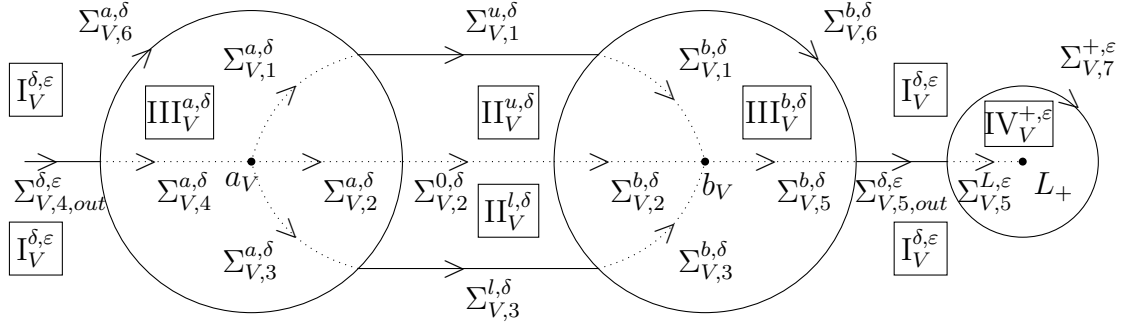 Σ_{V,6}^{a,δ} Σ_{V,1}^{u,δ} Σ_{V,6}^{b,δ}
Σ_{V,1}^{a,δ} Σ_{V,1}^{b,δ} Σ_{V,7}^{+,ε}
I_V^{δ,ε} III_V^{a,δ} II_V^{u,δ} III_V^{b,δ} I_V^{δ,ε} IV_V^{+,ε}
Σ_{V,4,out}^{δ,ε} Σ_{V,4}^{a,δ} a_V Σ_{V,2}^{a,δ} Σ_{V,2}^{0,δ} Σ_{V,2}^{b,δ} b_V Σ_{V,5}^{b,δ} Σ_{V,5,out}^{δ,ε} Σ_{V,5}^{L,ε} L_+
II_V^{l,δ}
I_V^{δ,ε} Σ_{V,3}^{a,δ} Σ_{V,3}^{b,δ} I_V^{δ,ε}
Σ_{V,3}^{l,δ}